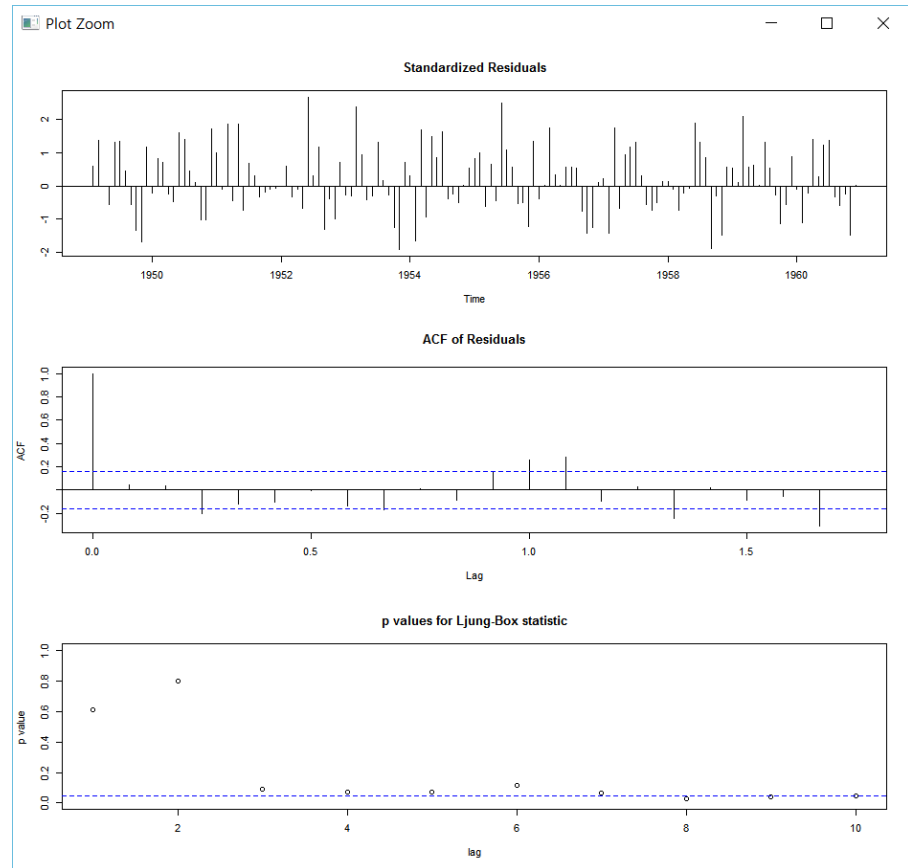 Plot Zoom
Standardized Residuals
2
1
0
-1
-2
1950 1952 1954 1956 1958 1960
Time
ACF of Residuals
1.0
0.8
0.6
0.4
0.2
-0.2
ACF
0.0 0.5 1.0 1.5
Lag
p values for Ljung-Box statistic
1.0
0.8
0.6
0.4
0.2
0.0
p value
2 4 6 8 10
lag